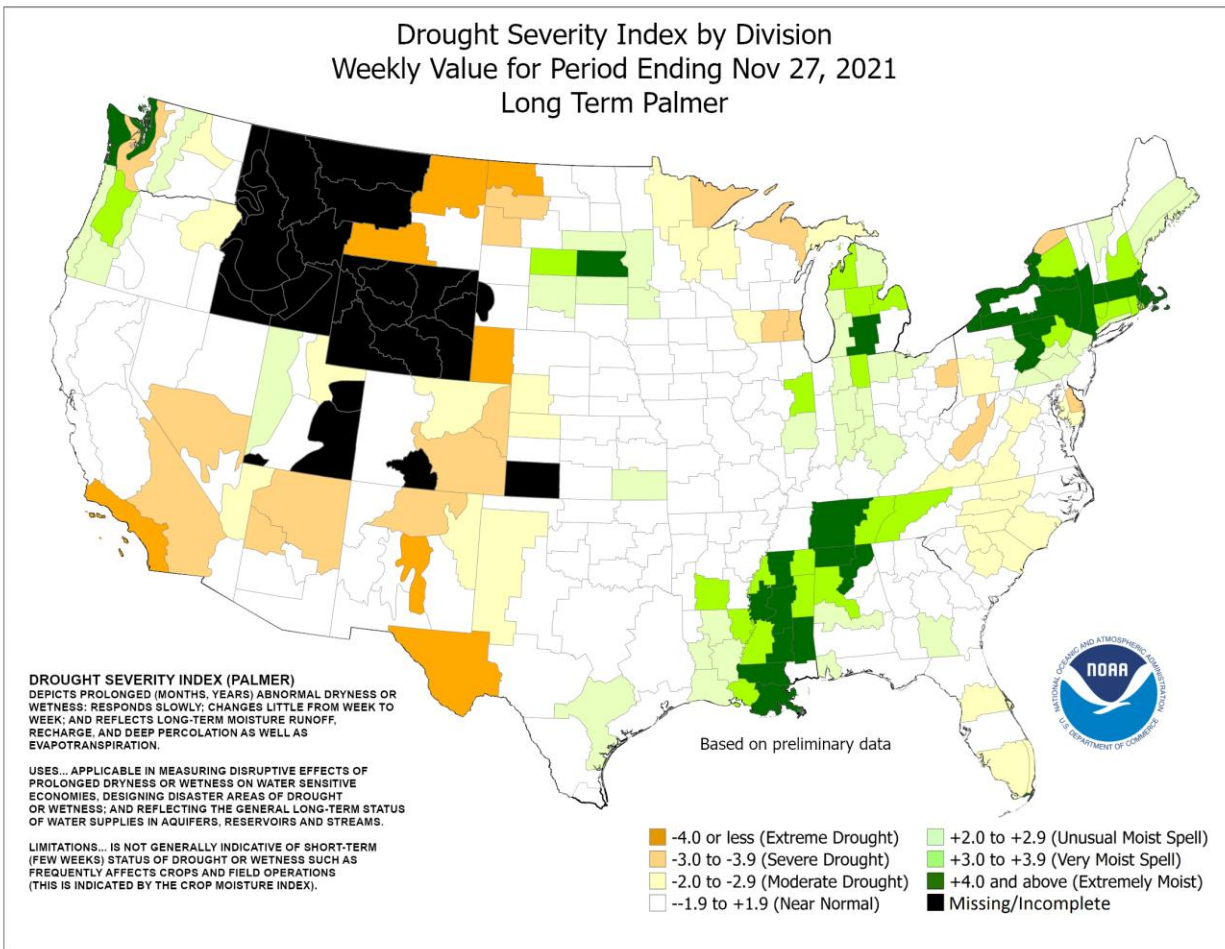 Drought Severity Index by Division
Weekly Value for Period Ending Nov 27, 2021
Long Term Palmer
DROUGHT SEVERITY INDEX (PALMER)
DEPICTS PROLONGED (MONTHS, YEARS) ABNORMAL DRYNESS OR
WETNESS: RESPONDS SLOWLY; CHANGES LITTLE FROM WEEK TO
WEEK; AND REFLECTS LONG-TERM MOISTURE RUNOFF,
RECHARGE, AND DEEP PERCOLATION AS WELL AS
EVAPOTRANSPIRATION.
USES... APPLICABLE IN MEASURING DISRUPTIVE EFFECTS OF
PROLONGED DRYNESS OR WETNESS ON WATER SENSITIVE
ECONOMIES, DESIGNING DISASTER AREAS OF DROUGHT
OR WETNESS; AND REFLECTING THE GENERAL LONG-TERM STATUS
OF WATER SUPPLIES IN AQUIFERS, RESERVOIRS AND STREAMS.
LIMITATIONS... IS NOT GENERALLY INDICATIVE OF SHORT-TERM
(FEW WEEKS) STATUS OF DROUGHT OR WETNESS SUCH AS
FREQUENTLY AFFECTS CROPS AND FIELD OPERATIONS
(THIS IS INDICATED BY THE CROP MOISTURE INDEX).
Based on preliminary data
NATIONAL OCEANIC AND ATMOSPHERIC ADMINISTRATION
NOAA
U.S. DEPARTMENT OF COMMERCE
-4.0 or less (Extreme Drought)
-3.0 to -3.9 (Severe Drought)
-2.0 to -2.9 (Moderate Drought)
--1.9 to +1.9 (Near Normal)
+2.0 to +2.9 (Unusual Moist Spell)
+3.0 to +3.9 (Very Moist Spell)
+4.0 and above (Extremely Moist)
Missing/Incomplete